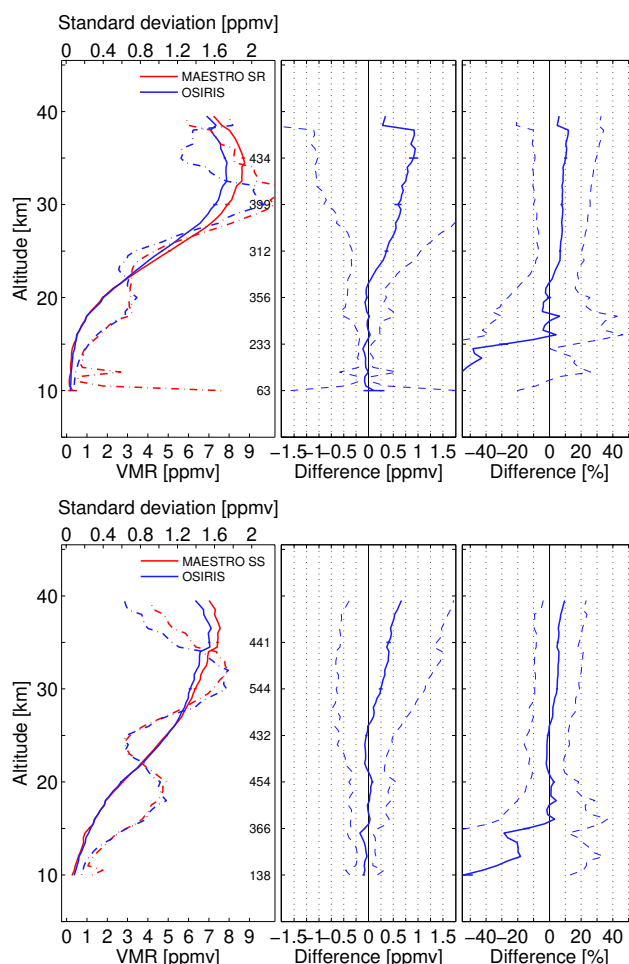 Standard deviation [ppmv]
0 0.4 0.8 1.2 1.6 2
MAESTRO SR
OSIRIS
40
434
399
30
312
356
20
233
10
63
Altitude [km]
0 1 2 3 4 5 6 7 8 9
−1.5−1−0.5 0 0.5 1 1.5
−40−20 0 20 40
VMR [ppmv]
Difference [ppmv]
Difference [%]
Standard deviation [ppmv]
0 0.4 0.8 1.2 1.6 2
MAESTRO SS
OSIRIS
40
441
30
544
432
20
454
366
10
138
Altitude [km]
0 1 2 3 4 5 6 7 8 9
−1.5−1−0.5 0 0.5 1 1.5
−40−20 0 20 40
VMR [ppmv]
Difference [ppmv]
Difference [%]